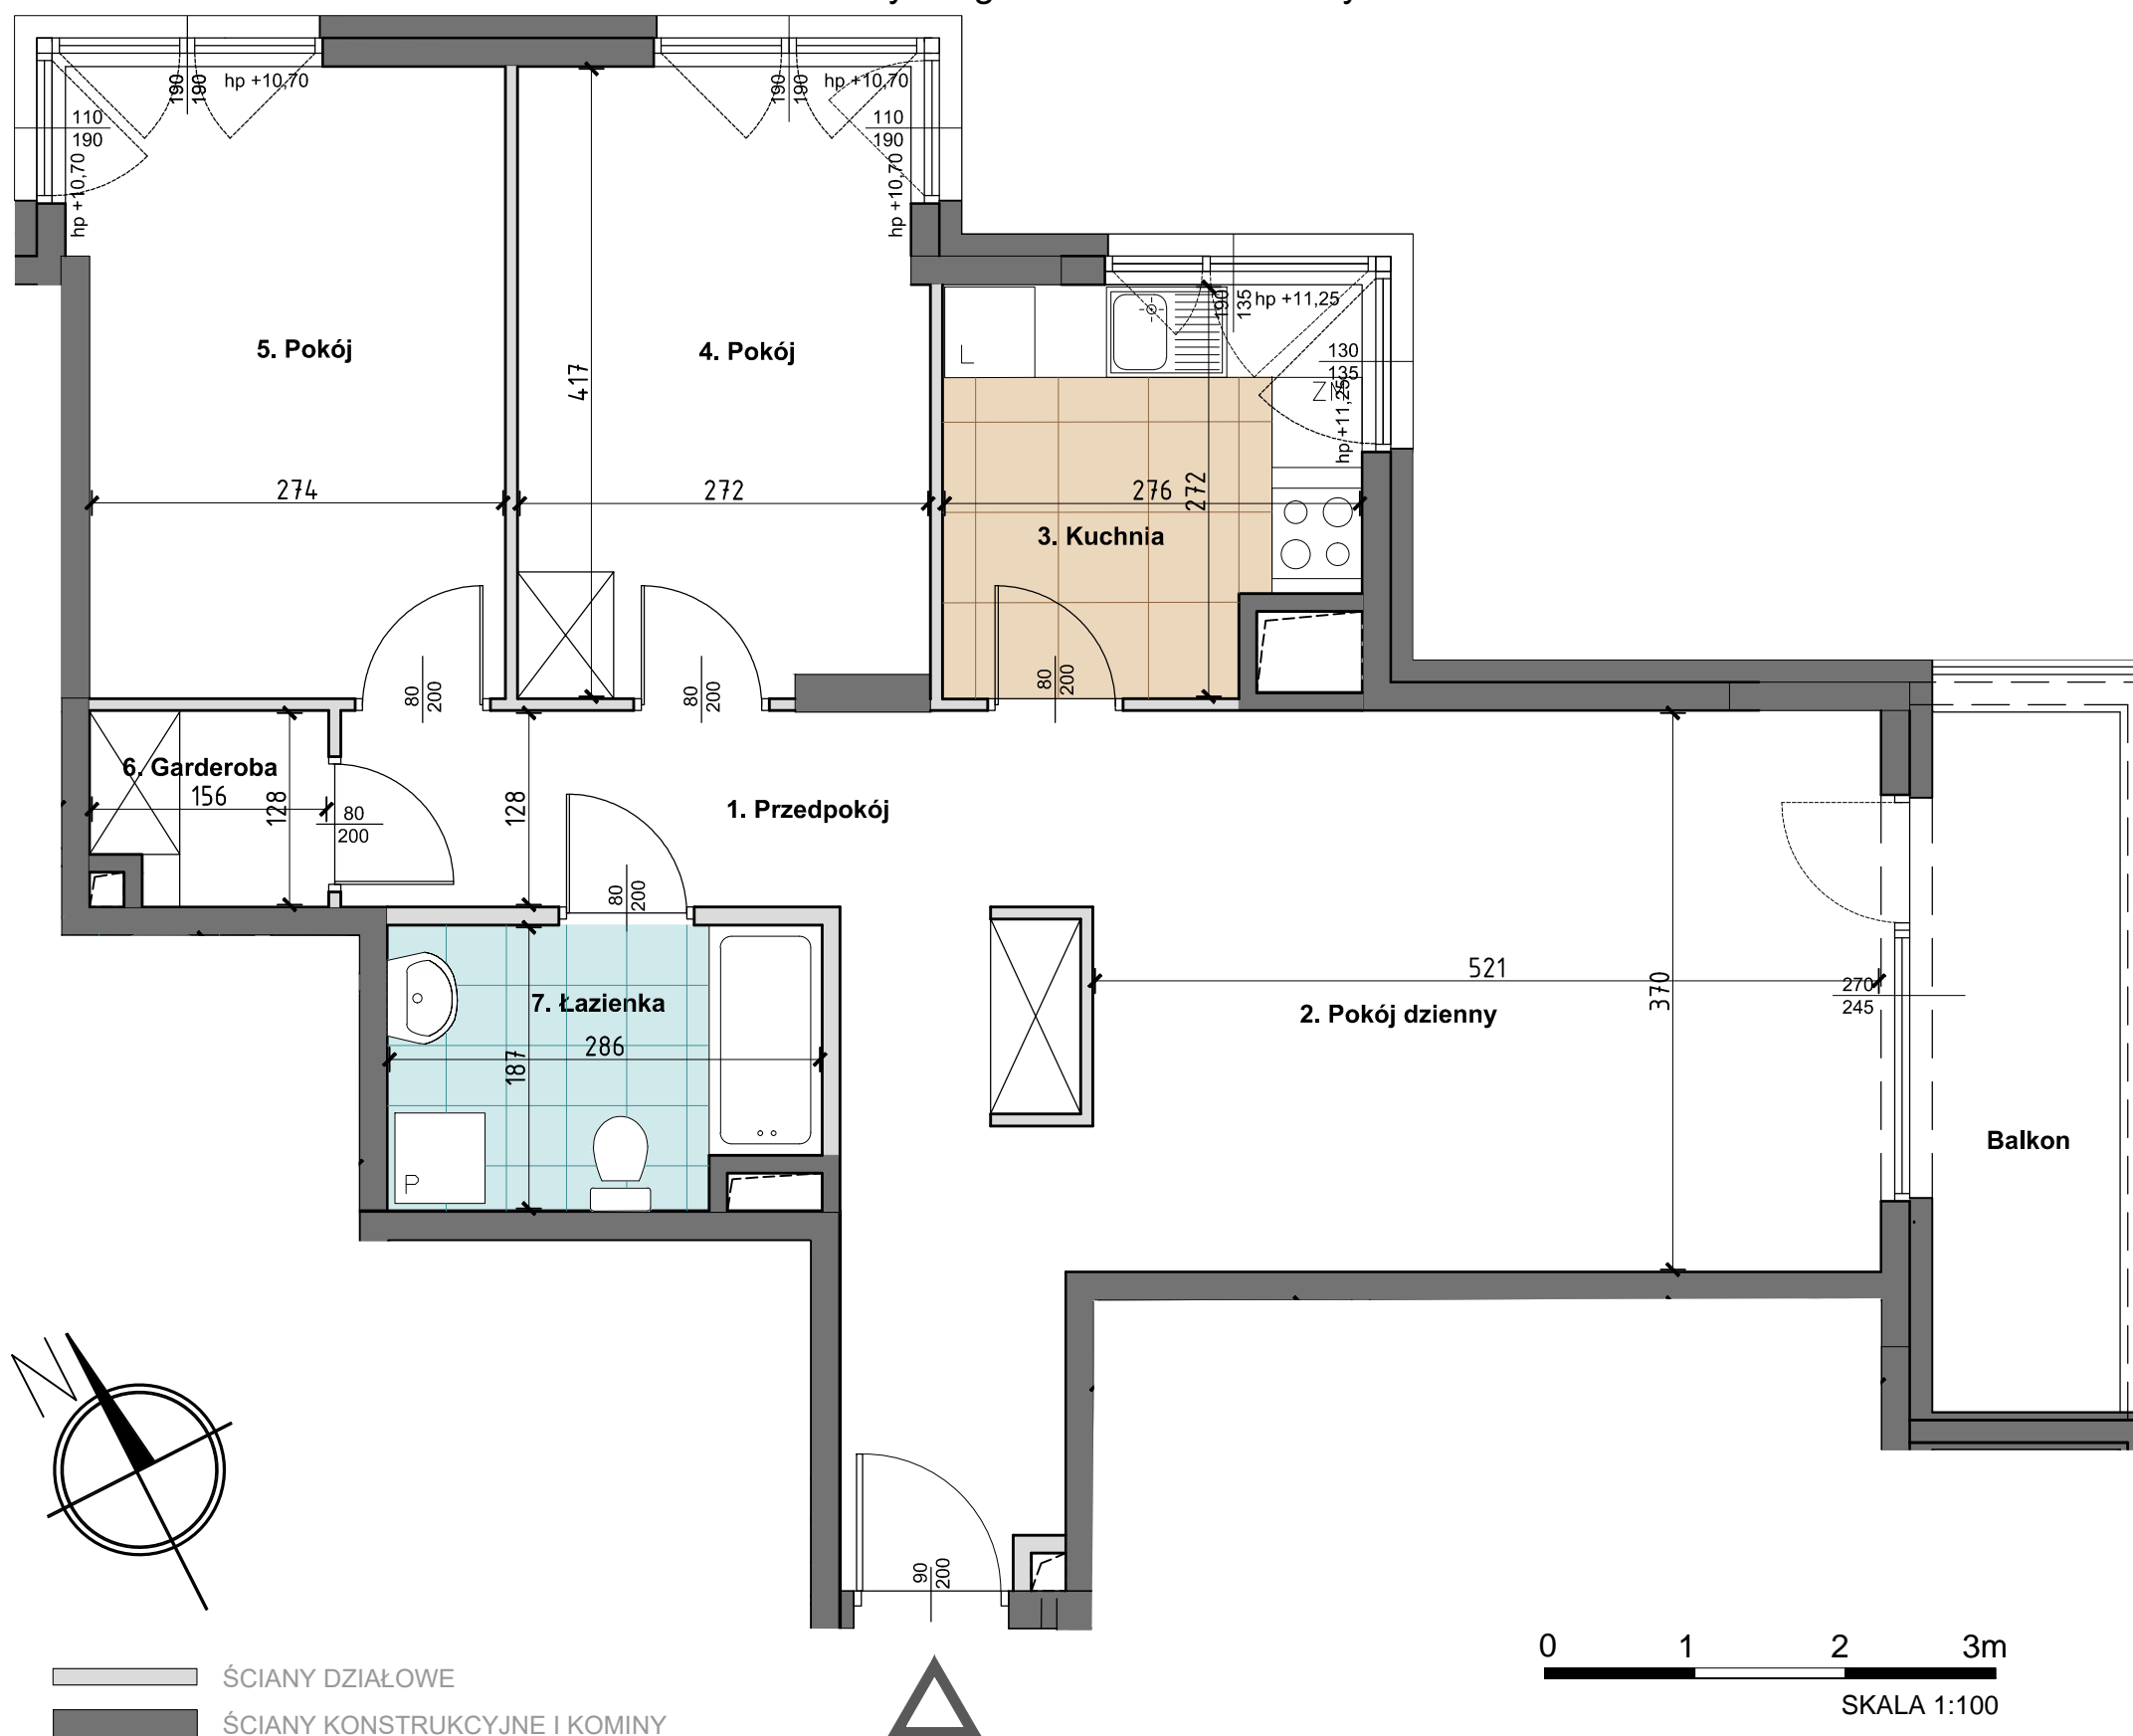 190
190
hp +10,70
110
190
hp +10,70
190
190
hp +10,70
110
190
hp +10,70
190
135
hp +11,25
130
135
hp +11,25
L
5. Pokój
4. Pokój
417
274
272
276
272
3. Kuchnia
80
200
80
200
80
200
6. Garderoba
156
128
80
200
128
1. Przedpokój
80
200
7. Łazienka
286
187
P
521
370
2. Pokój dzienny
270
245
Balkon
N
90
200
0 1 2 3m
SKALA 1:100
ŚCIANY DZIAŁOWE
ŚCIANY KONSTRUKCYJNE I KOMINY